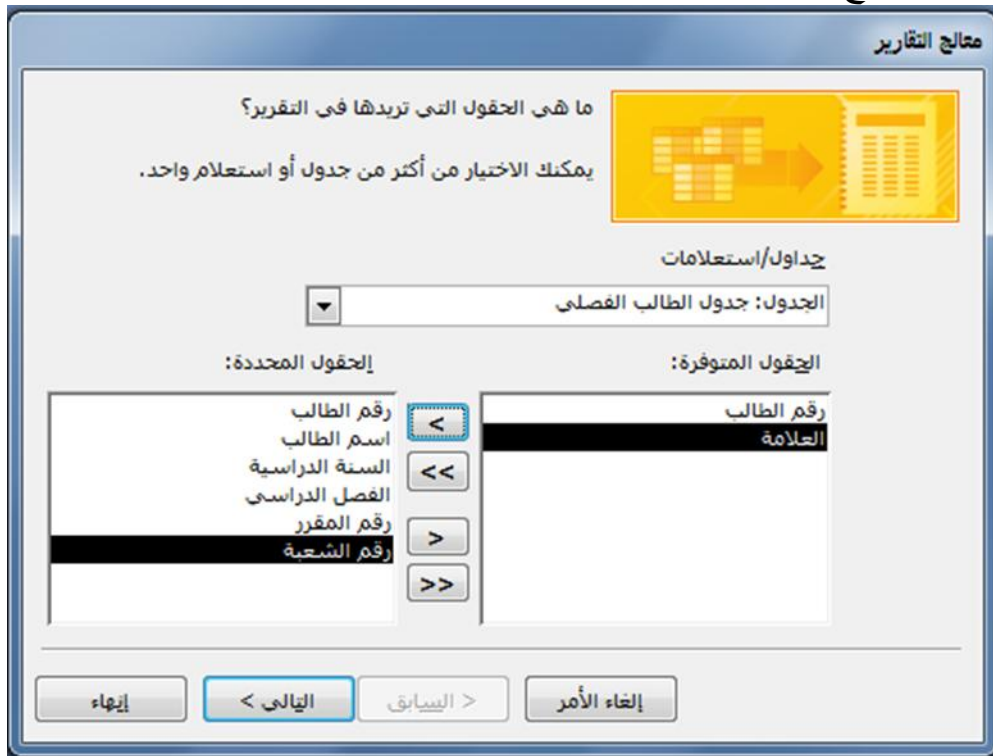 معالج التقارير
ما هي الحقول التي تريدها في التقرير؟
يمكنك الاختيار من أكثر من جدول أو استعلام واحد.
جداول/استعلامات
الجدول: جدول الطالب الفصلي
الحقول المتوفرة:
رقم الطالب
العلامة
>
>>
<
<<
الحقول المحددة:
رقم الطالب
اسم الطالب
السنة الدراسية
الفصل الدراسي
رقم المقرر
رقم الشعبة
إلغاء الأمر
< السابق
التالي >
إنهاء